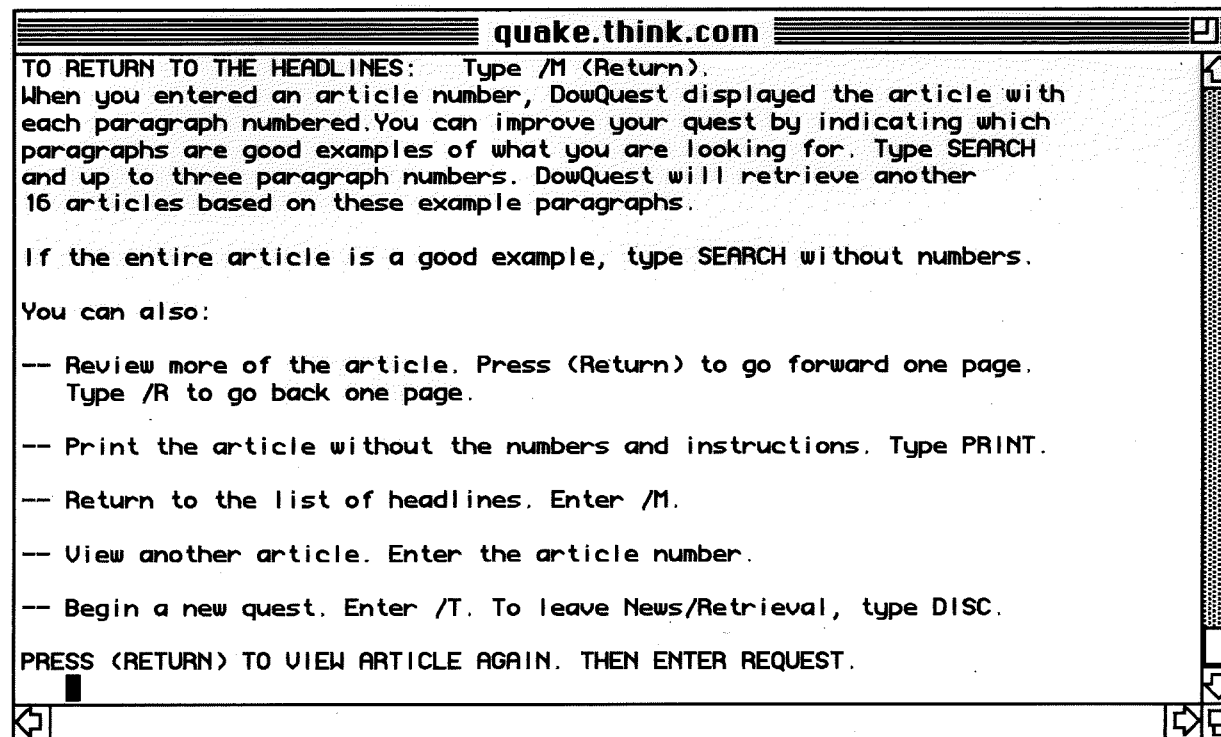 quake.think.com
TO RETURN TO THE HEADLINES:   Type /M (Return).
When you entered an article number, DowQuest displayed the article with
each paragraph numbered.You can improve your quest by indicating which
paragraphs are good examples of what you are looking for. Type SEARCH
and up to three paragraph numbers. DowQuest will retrieve another
16 articles based on these example paragraphs.
If the entire article is a good example, type SEARCH without numbers.
You can also:
-- Review more of the article. Press (Return) to go forward one page.
Type /R to go back one page.
-- Print the article without the numbers and instructions. Type PRINT.
-- Return to the list of headlines. Enter /M.
-- View another article. Enter the article number.
-- Begin a new quest. Enter /T. To leave News/Retrieval, type DISC.
PRESS (RETURN) TO VIEW ARTICLE AGAIN. THEN ENTER REQUEST.